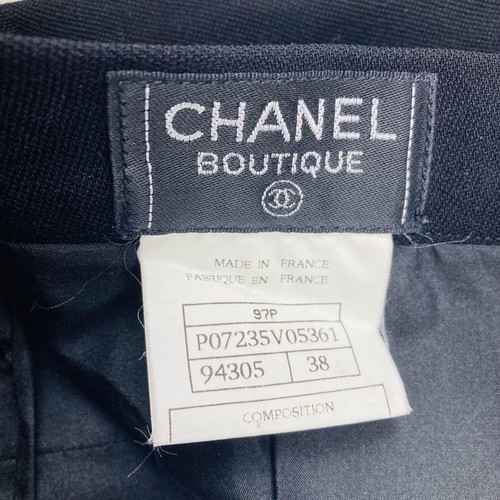 CHANEL
BOUTIQUE
MADE IN FRANCE
FABRIQUE EN FRANCE
97P
P07235V05361
94305 38
COMPOSITION